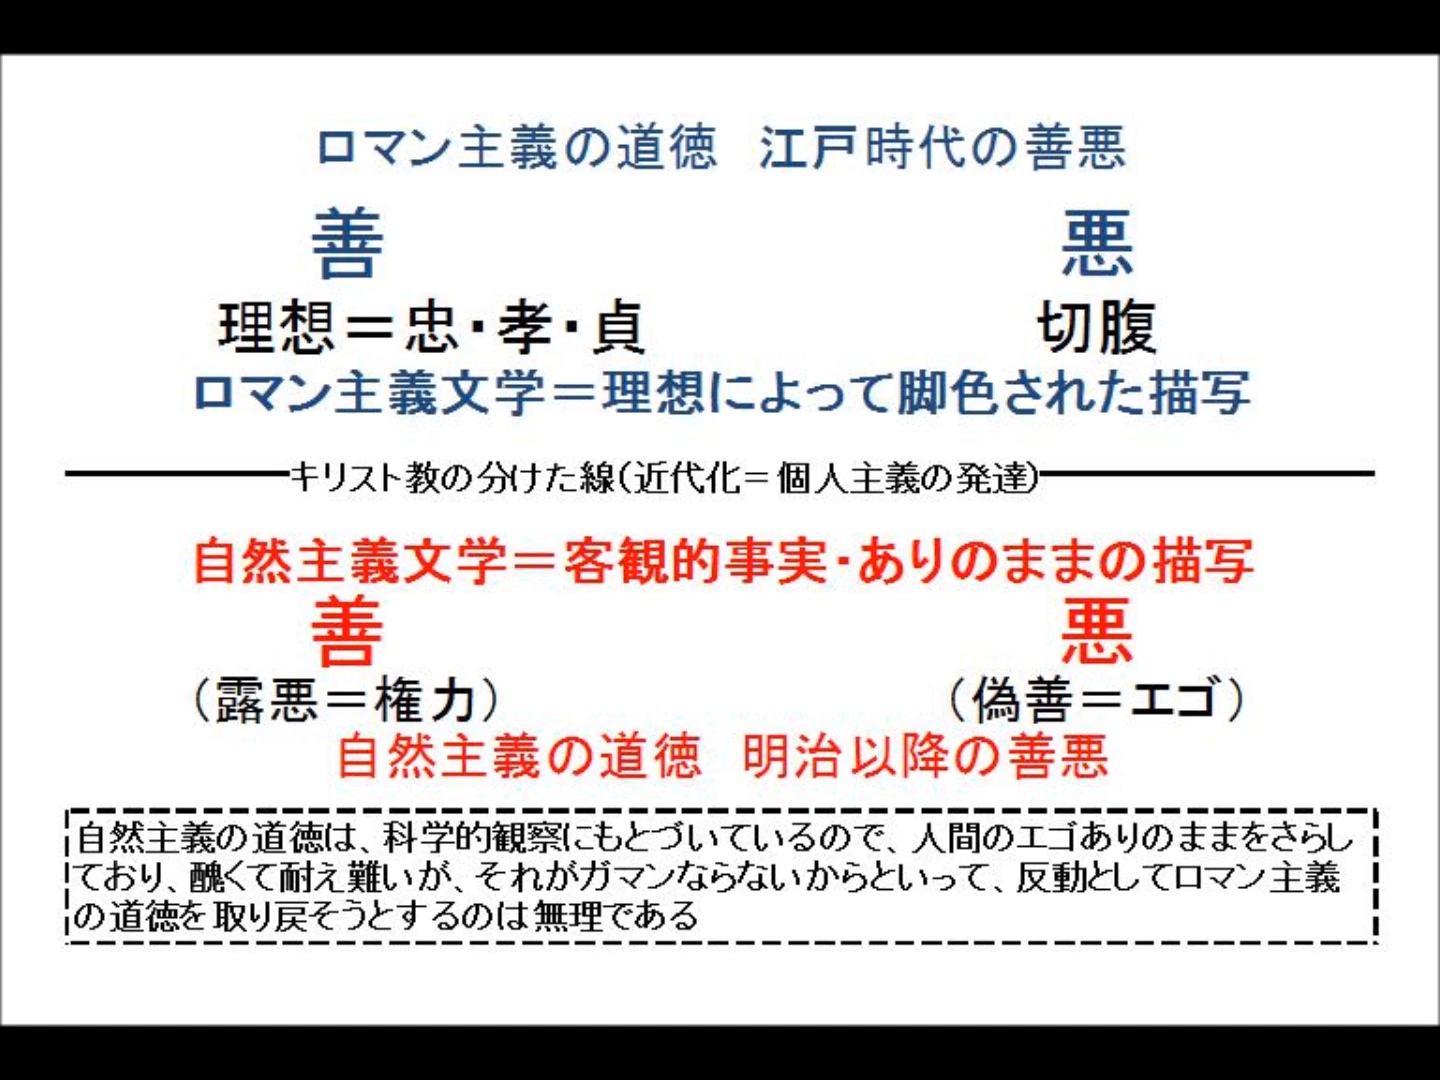 ロマン主義の道徳　江戸時代の善悪
善　悪
理想＝忠・孝・貞　切腹
ロマン主義文学＝理想によって脚色された描写
キリスト教の分けた線（近代化＝個人主義の発達）
自然主義文学＝客観的事実・ありのままの描写
善　悪
（露悪＝権力）　（偽善＝エゴ）
自然主義の道徳　明治以降の善悪
自然主義の道徳は、科学的観察にもとづいているので、人間のエゴありのままをさらし
ており、醜くて耐え難いが、それがガマンならないからといって、反動としてロマン主義
の道徳を取り戻そうとするのは無理である